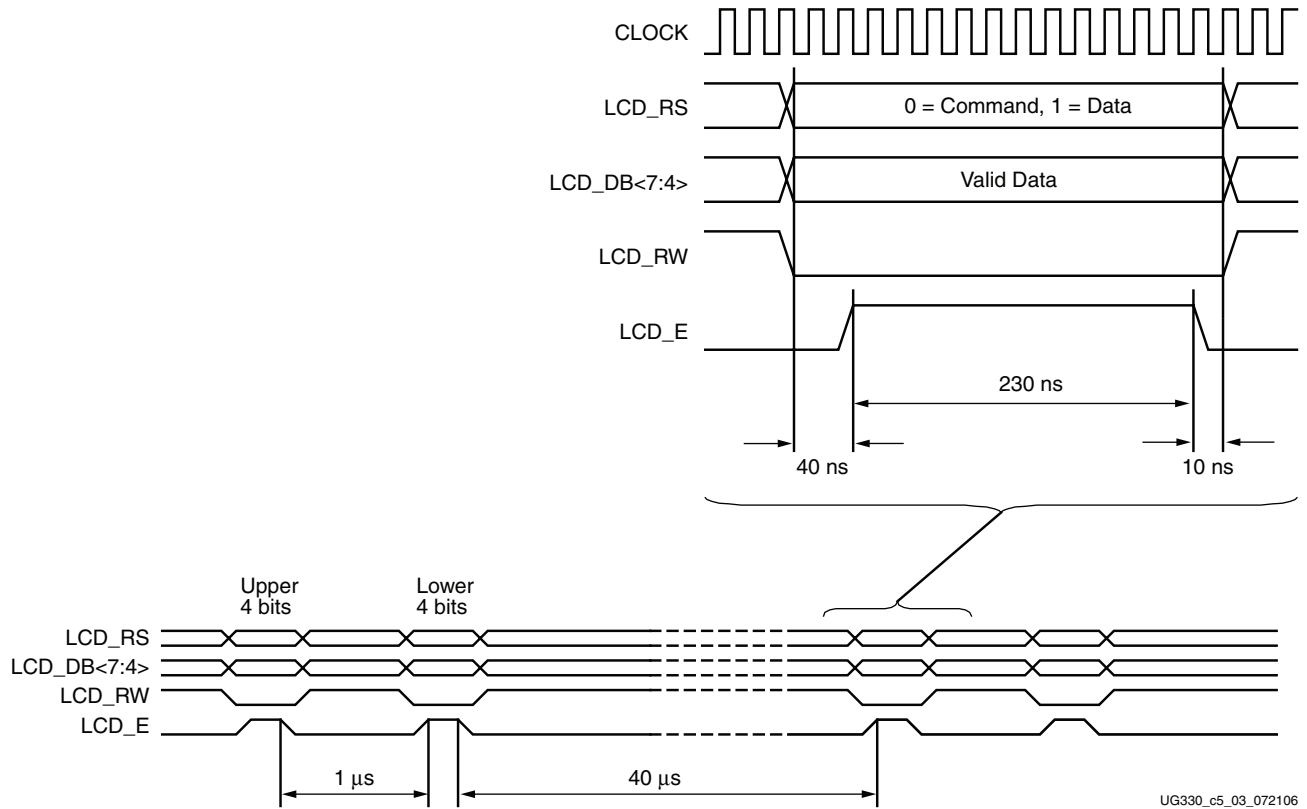 CLOCK
LCD_RS
0 = Command, 1 = Data
LCD_DB<7:4>
Valid Data
LCD_RW
LCD_E
230 ns
40 ns
10 ns
Upper
4 bits
Lower
4 bits
LCD_RS
LCD_DB<7:4>
LCD_RW
LCD_E
1 μs
40 μs
UG330_c5_03_072106